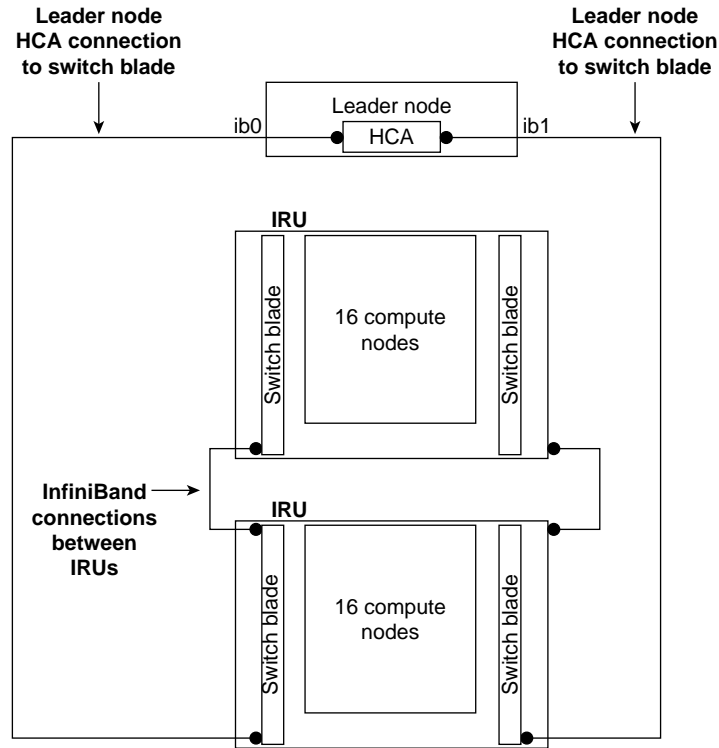 Leader node
HCA connection
to switch blade
Leader node
HCA connection
to switch blade
Leader node
ib0
HCA
ib1
IRU
Switch blade
16 compute
nodes
Switch blade
InfiniBand
connections
between
IRUs
IRU
Switch blade
16 compute
nodes
Switch blade